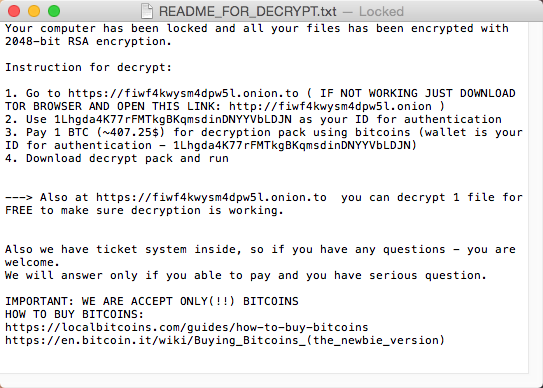 README_FOR_DECRYPT.txt — Locked
Your computer has been locked and all your files has been encrypted with
2048-bit RSA encryption.
Instruction for decrypt:
1. Go to https://fiwf4kwysm4dpw5l.onion.to ( IF NOT WORKING JUST DOWNLOAD
TOR BROWSER AND OPEN THIS LINK: http://fiwf4kwysm4dpw5l.onion )
2. Use 1Lhgda4K77rFMTkgBKqmsdinDNYYVbLDJN as your ID for authentication
3. Pay 1 BTC (~407.25$) for decryption pack using bitcoins (wallet is your
ID for authentication - 1Lhgda4K77rFMTkgBKqmsdinDNYYVbLDJN)
4. Download decrypt pack and run
---> Also at https://fiwf4kwysm4dpw5l.onion.to  you can decrypt 1 file for
FREE to make sure decryption is working.
Also we have ticket system inside, so if you have any questions - you are
welcome.
We will answer only if you able to pay and you have serious question.
IMPORTANT: WE ARE ACCEPT ONLY(!!) BITCOINS
HOW TO BUY BITCOINS:
https://localbitcoins.com/guides/how-to-buy-bitcoins
https://en.bitcoin.it/wiki/Buying_Bitcoins_(the_newbie_version)